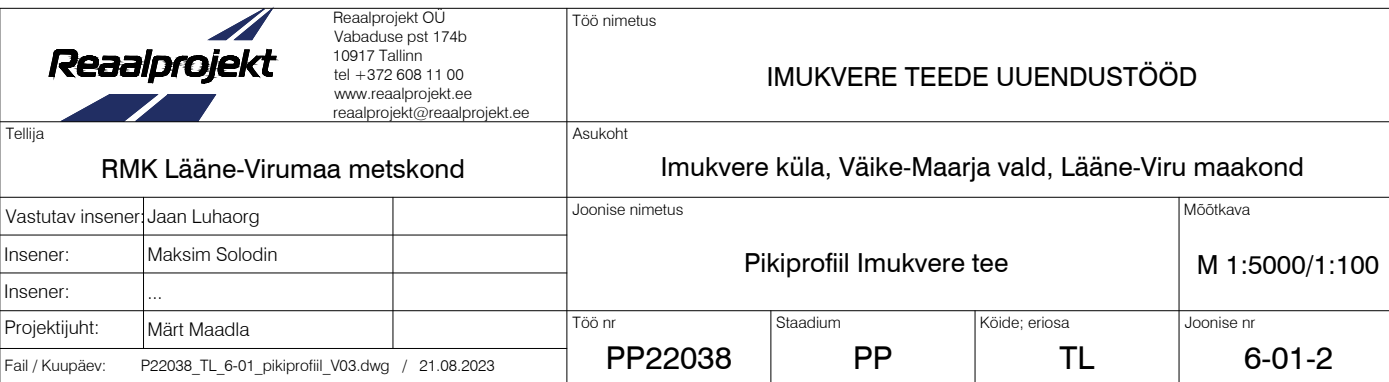 Reaalprojekt
Reaalprojekt OÜ
Vabaduse pst 174b
10917 Tallinn
tel +372 608 11 00
www.reaalprojekt.ee
reaalprojekt@reaalprojekt.ee
Töö nimetus
IMUKVERE TEEDE UUENDUSTÖÖD
Tellija
RMK Lääne-Virumaa metskond
Asukoht
Imukvere küla, Väike-Maarja vald, Lääne-Viru maakond
Vastutav insener: Jaan Luhaorg
Insener: Maksim Solodin
Insener: ...
Projektijuht: Märt Maadla
Fail / Kuupäev: P22038_TL_6-01_pikiprofiil_V03.dwg / 21.08.2023
Joonise nimetus
Pikiprofiil Imukvere tee
Mõõtkava
M 1:5000/1:100
Töö nr
PP22038
Staadium
PP
Köide; eriosa
TL
Joonise nr
6-01-2